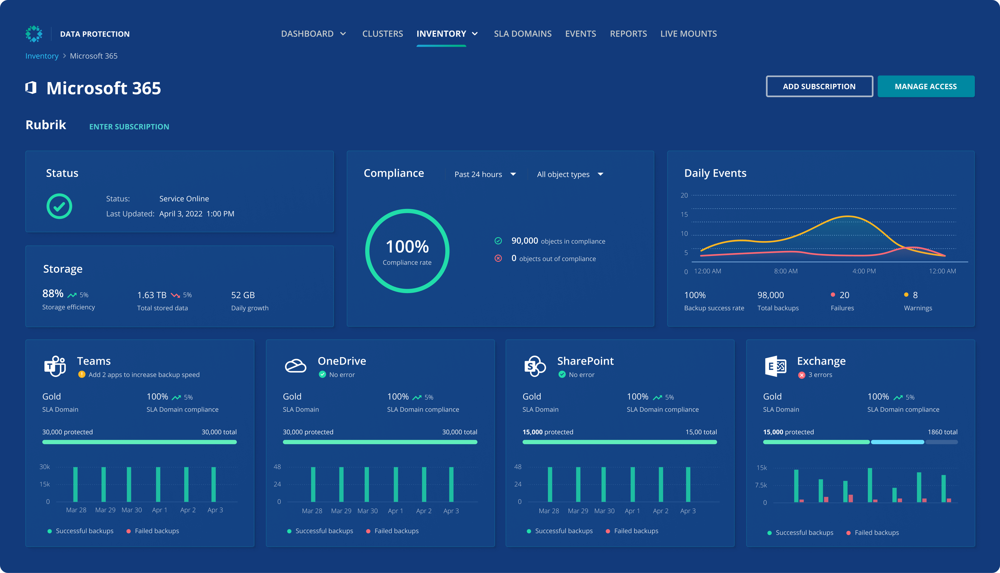 DATA PROTECTION
DASHBOARD CLUSTERS INVENTORY SLA DOMAINS EVENTS REPORTS LIVE MOUNTS
Inventory > Microsoft 365
Microsoft 365
ADD SUBSCRIPTION MANAGE ACCESS
Rubrik ENTER SUBSCRIPTION
Status
Status: Service Online
Last Updated: April 3, 2022 1:00 PM
Storage
88% 5%
Storage efficiency
1.63 TB 5%
Total stored data
52 GB
Daily growth
Compliance Past 24 hours All object types
100%
Compliance rate
90,000 objects in compliance
0 objects out of compliance
Daily Events
20
15
10
5
0 12:00 AM 8:00 AM 4:00 PM 12:00 AM
100%
Backup success rate
98,000
Total backups
20
Failures
8
Warnings
T
Teams
! Add 2 apps to increase backup speed
Gold
SLA Domain
100% 5%
SLA Domain compliance
30,000 protected 30,000 total
30k
15k
0
Mar 28 Mar 29 Mar 30 Apr 1 Apr 2 Apr 3
Successful backups Failed backups
OneDrive
No error
Gold
SLA Domain
100% 5%
SLA Domain compliance
30,000 protected 30,000 total
48
24
0
Mar 28 Mar 29 Mar 30 Apr 1 Apr 2 Apr 3
Successful backups Failed backups
S
SharePoint
No error
Gold
SLA Domain
100% 5%
SLA Domain compliance
15,000 protected 15,00 total
48
24
0
Mar 28 Mar 29 Mar 30 Apr 1 Apr 2 Apr 3
Successful backups Failed backups
E
Exchange
3 errors
Gold
SLA Domain
100% 5%
SLA Domain compliance
15,000 protected 1860 total
15k
7.5k
0
Successful backups Failed backups